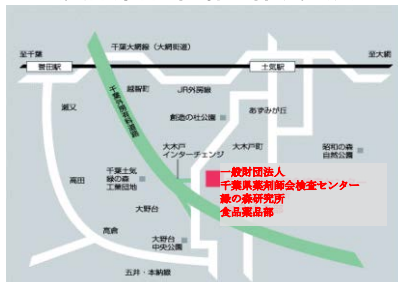 至千葉
千葉大網線(大網街道)
至大網
誉田駅
土気駅
千葉外房有料道路
越智町
JR外房線
瀬又
あすみが丘
創造の杜公園
大木戸
インターチェンジ
大木戸町
昭和の森
自然公園
高田
千葉土気
緑の森
工業団地
一般財団法人
千葉県薬剤師会検査センター
緑の森研究所
食品薬品部
大野台
高倉
大野台
中央公園
五井・本納線